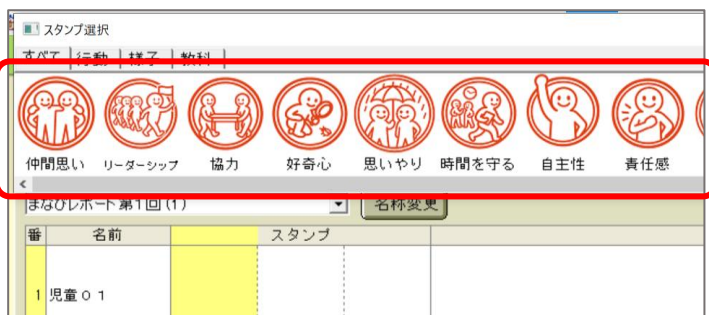 スタンプ選択
すべて 行動 様子 教科
仲間思い リーダーシップ 協力 好奇心 思いやり 時間を守る 自主性 責任感
まなびレポート第1回(1) 名称変更
番 名前 スタンプ
1 児童01